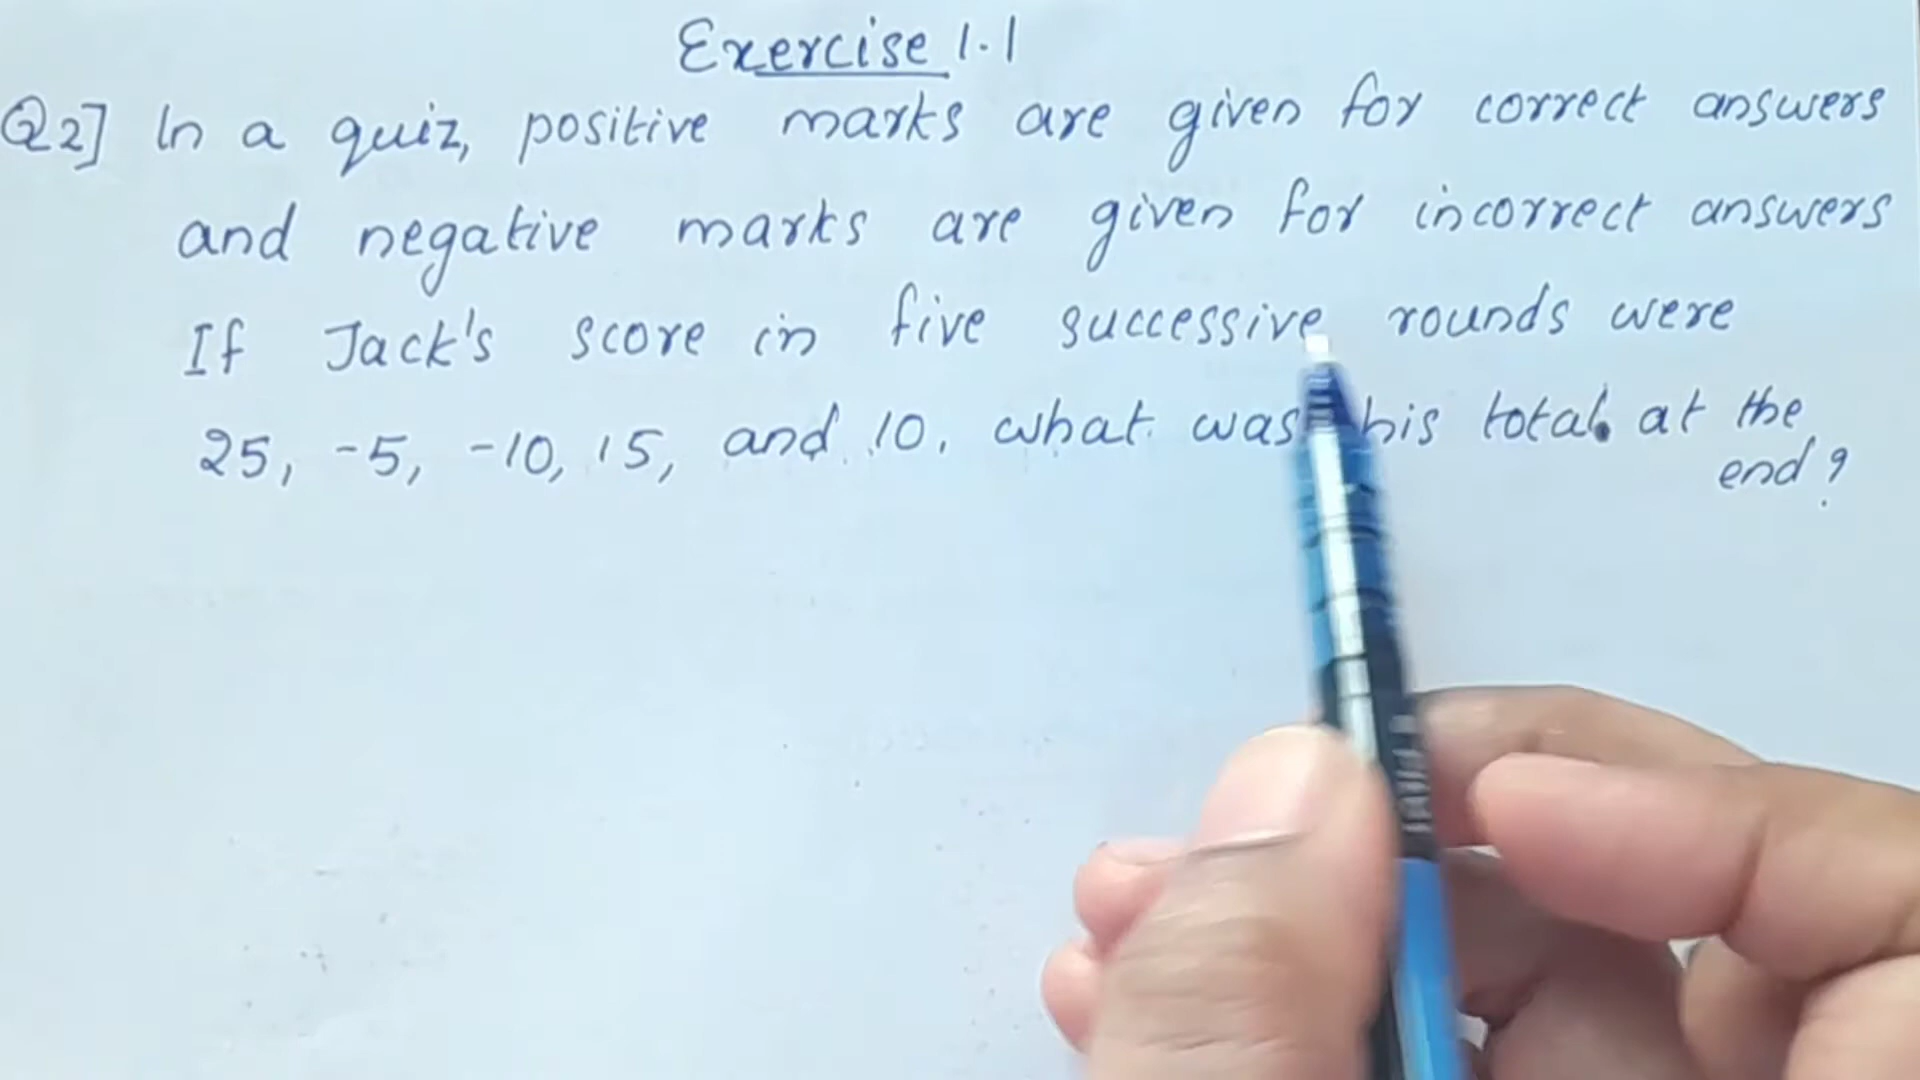 Exercise 1.1
Q2] In a quiz, positive marks are given for correct answers
and negative marks are given for incorrect answers
If Jack's score in five successive rounds were
25, -5, -10, 15, and 10, what was his total at the
end?